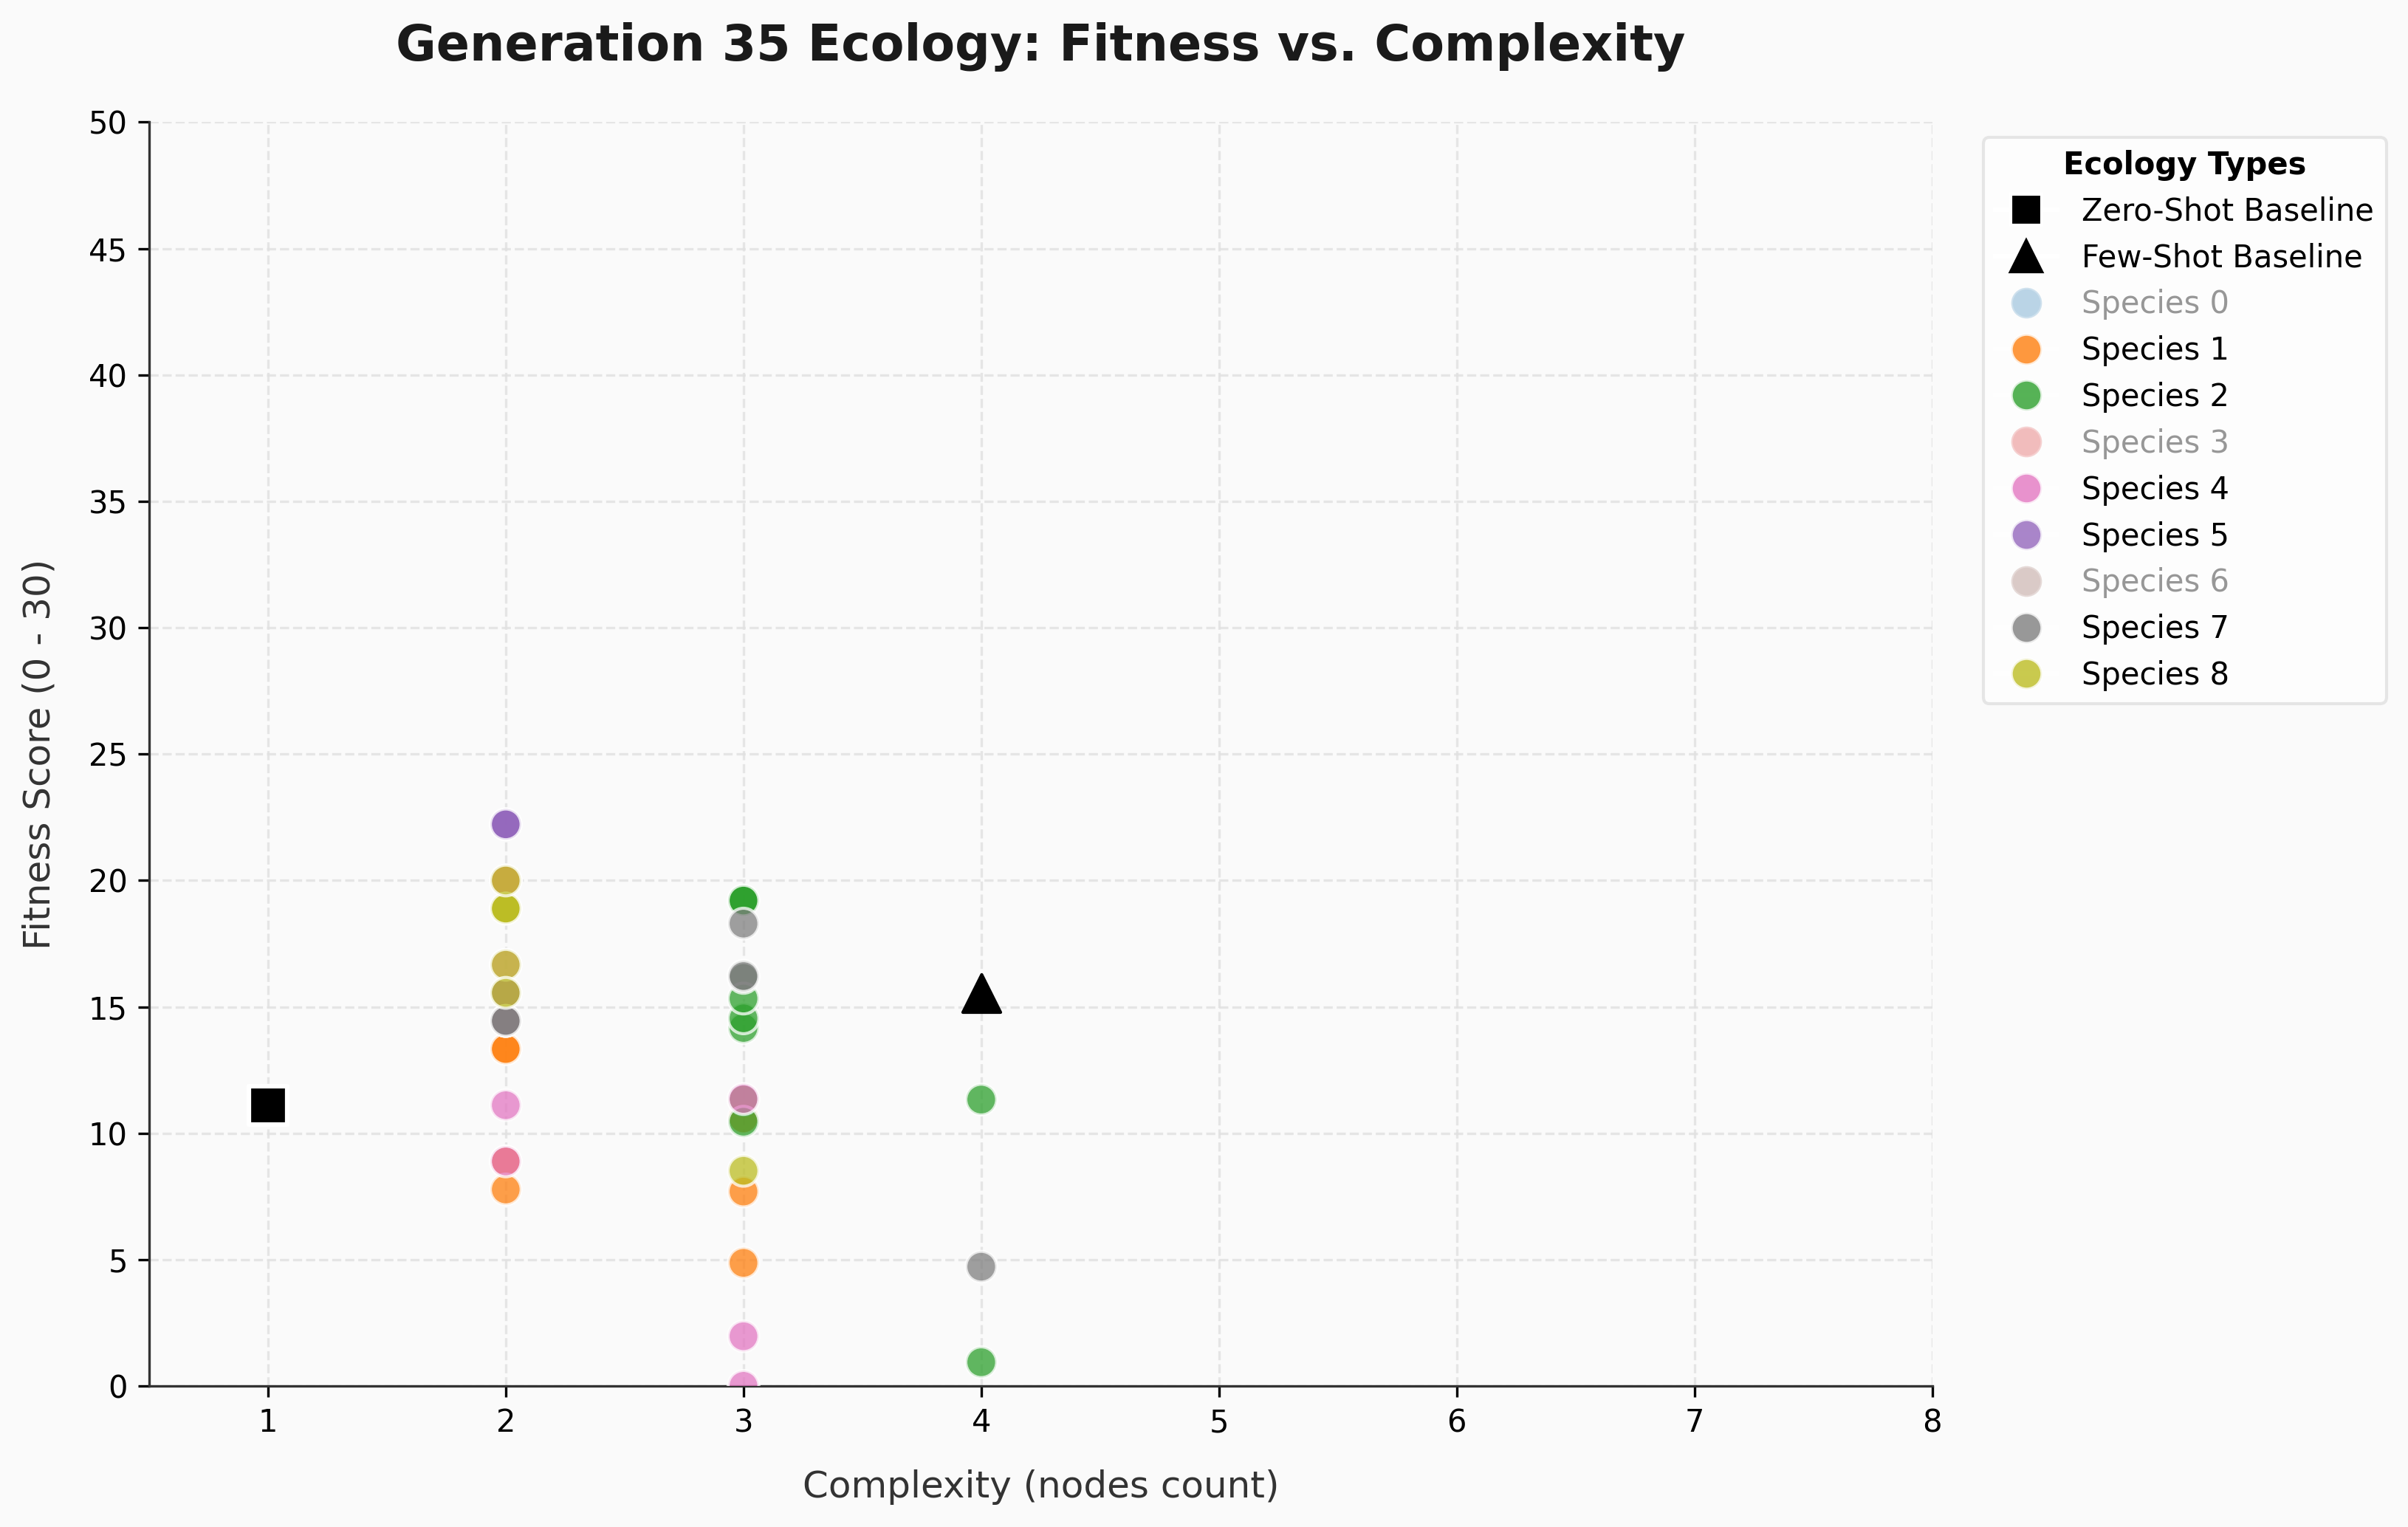 Generation 35 Ecology: Fitness vs. Complexity
50
45
40
35
30
25
20
15
10
5
0
Fitness Score (0 - 30)
1 2 3 4 5 6 7 8
Complexity (nodes count)
Ecology Types
Zero-Shot Baseline
Few-Shot Baseline
Species 0
Species 1
Species 2
Species 3
Species 4
Species 5
Species 6
Species 7
Species 8